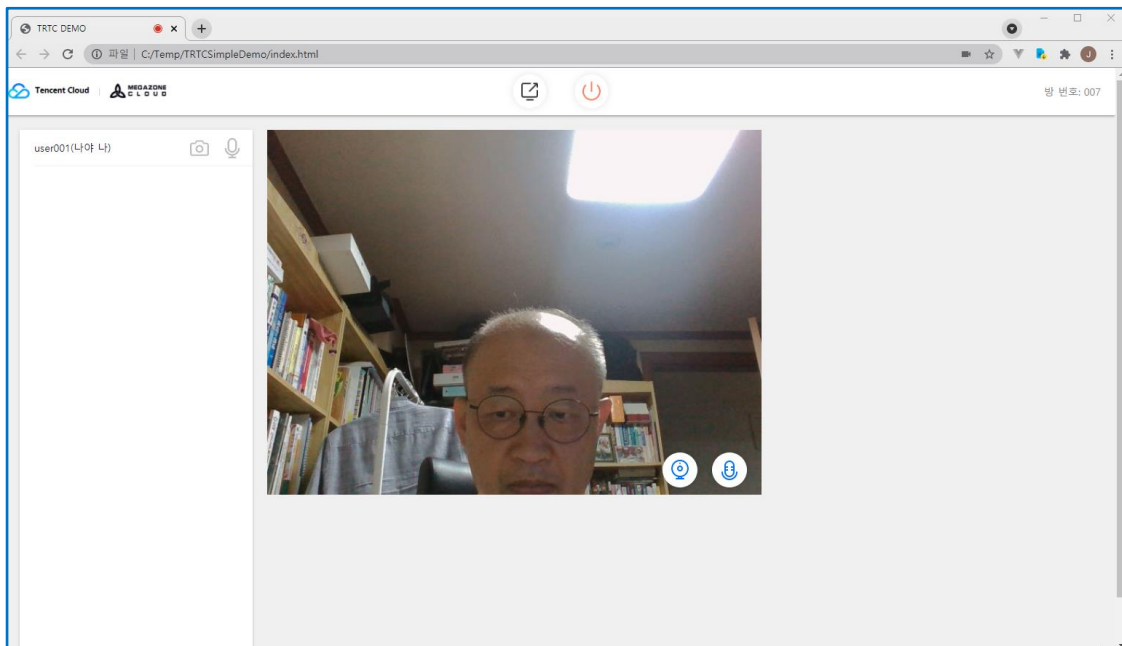 TRTC DEMO
파일 | C:/Temp/TRTCSimpleDemo/index.html
J
Tencent Cloud
MEGAZONE
CLOUD
방 번호: 007
user001(나야 나)